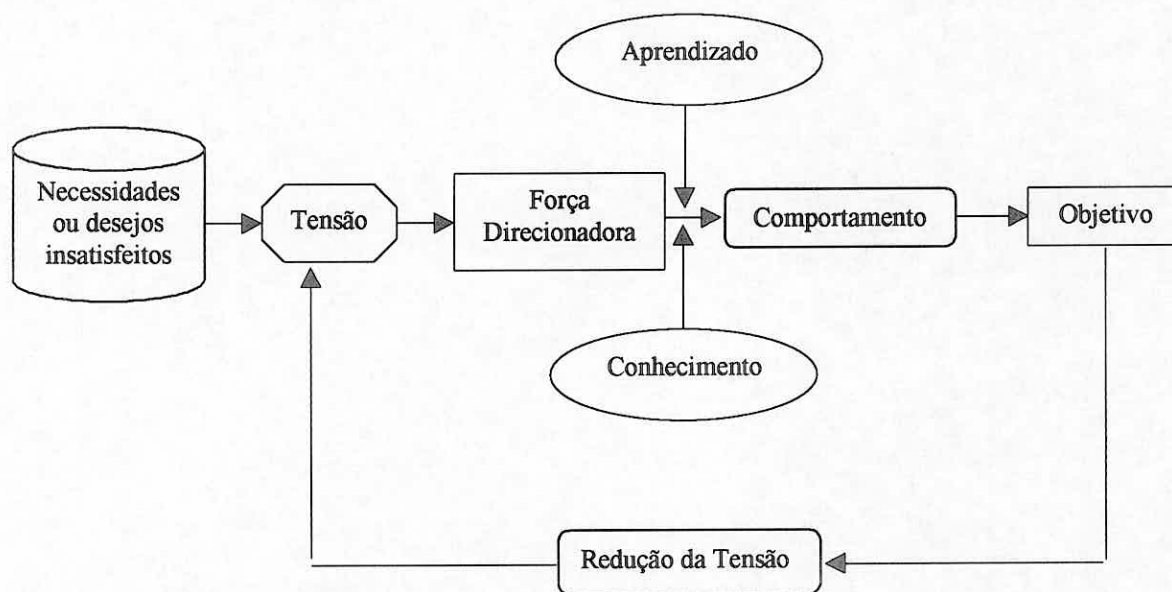 Aprendizado
Necessidades
ou desejos
insatisfeitos
Tensão
Força
Direcionadora
Comportamento
Objetivo
Conhecimento
Redução da Tensão